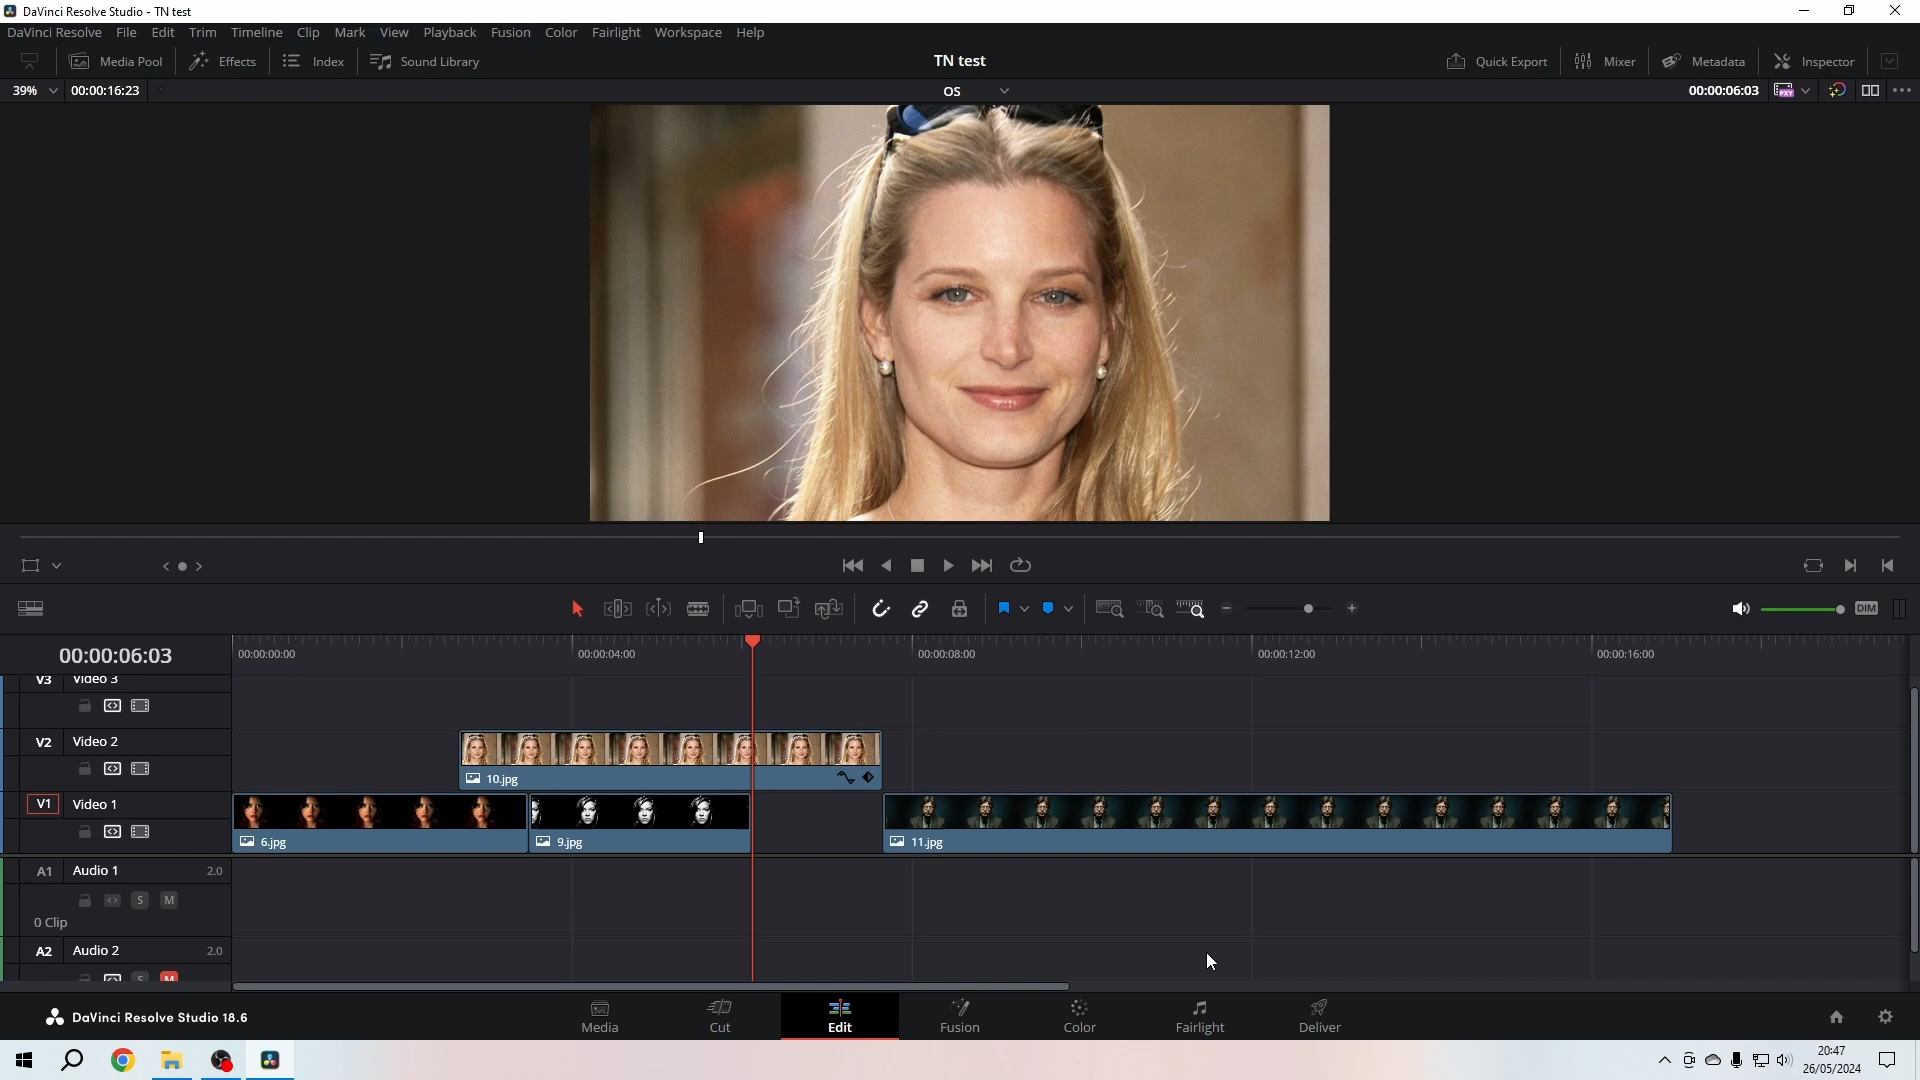 DaVinci Resolve Studio - TN test
DaVinci Resolve File Edit Trim Timeline Clip Mark View Playback Fusion Color Fairlight Workspace Help
Media Pool Effects Index Sound Library TN test Quick Export Mixer Metadata Inspector
39% 00:00:16:23 OS 00:00:06:03 PXY
DIM
00:00:06:03 00:00:00:00 00:00:04:00 00:00:08:00 00:00:12:00 00:00:16:00
V3 Video 3
V2 Video 2
10.jpg
V1 Video 1
6.jpg 9.jpg 11.jpg
A1 Audio 1 2.0
S M
0 Clip
A2 Audio 2 2.0
S M
DaVinci Resolve Studio 18.6 Media Cut Edit Fusion Color Fairlight Deliver
20:47
26/05/2024